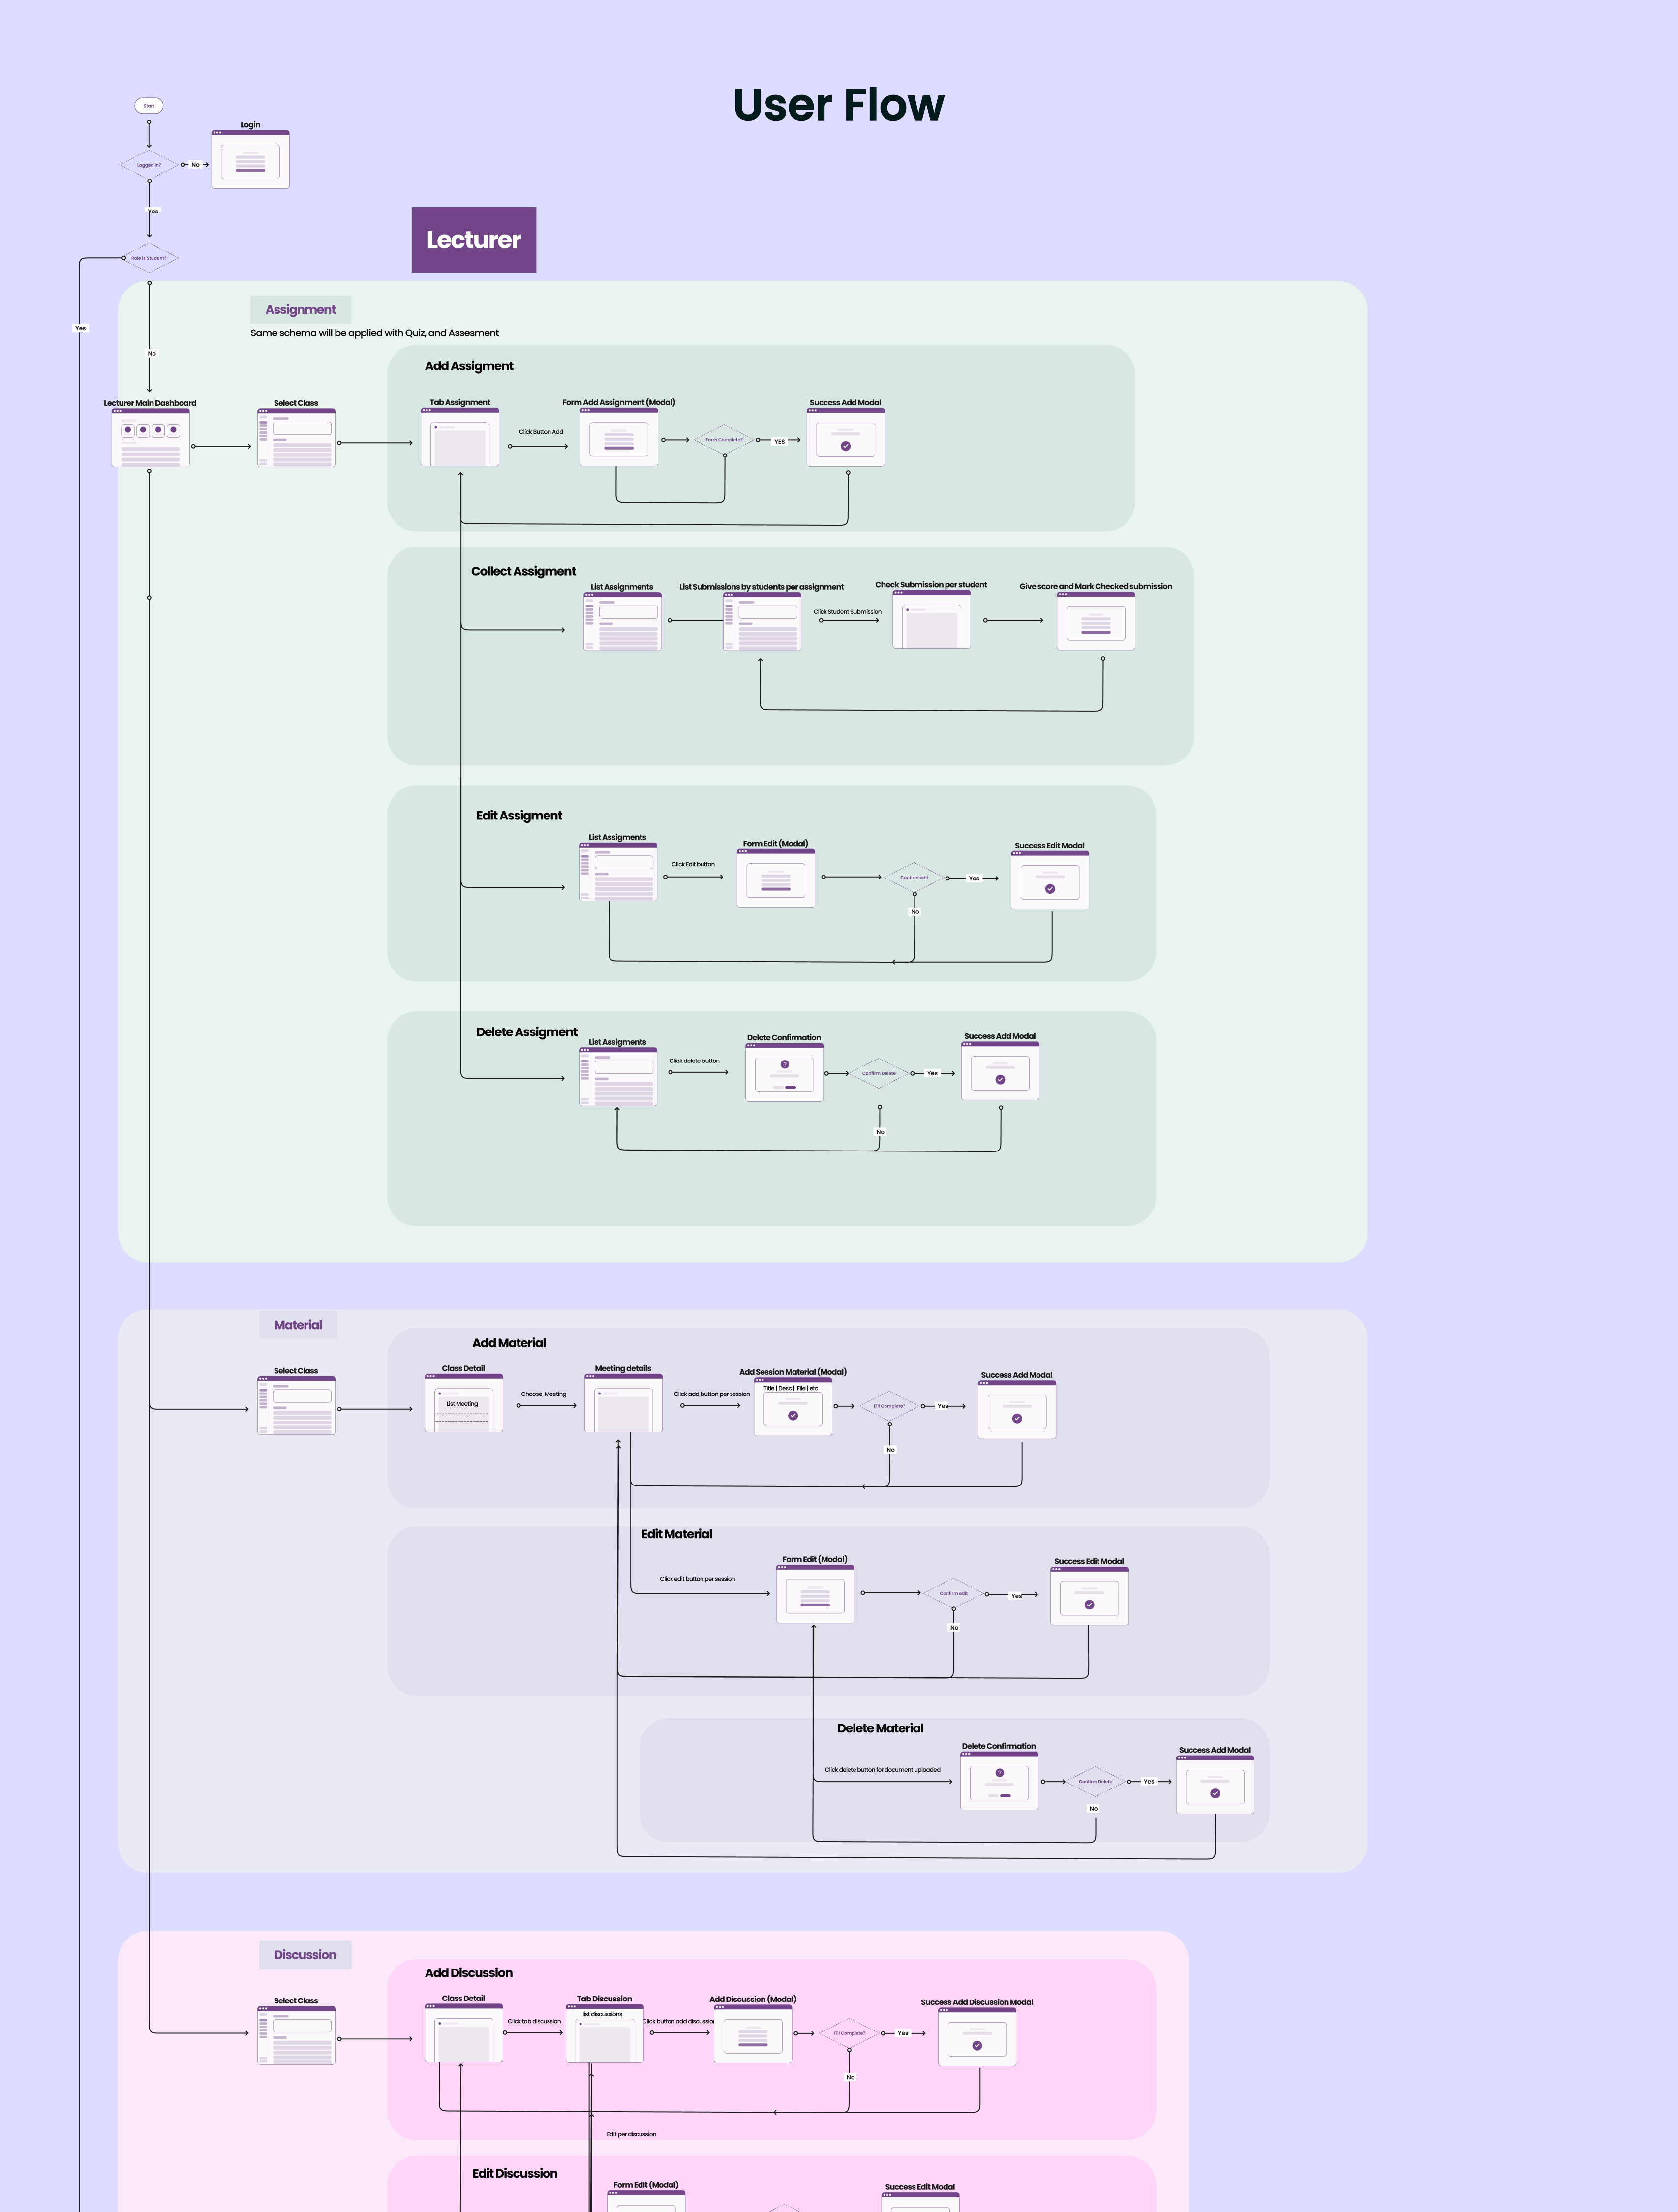 User Flow
Start
Login
Logged in?
No
Yes
Role is Student?
Lecturer
Yes
No
Assignment
Same schema will be applied with Quiz, and Assesment
Add Assigment
Lecturer Main Dashboard
Select Class
Tab Assignment
Click Button Add
Form Add Assignment (Modal)
Form Complete?
YES
Success Add Modal
Collect Assigment
List Assignments
List Submissions by students per assignment
Click Student Submission
Check Submission per student
Give score and Mark Checked submission
Edit Assigment
List Assigments
Click Edit button
Form Edit (Modal)
Confirm edit
Yes
No
Success Edit Modal
Delete Assigment
List Assigments
Click delete button
Delete Confirmation
?
Confirm Delete
Yes
No
Success Add Modal
Material
Add Material
Select Class
Class Detail
List Meeting
Choose Meeting
Meeting details
Click add button per session
Add Session Material (Modal)
Title | Desc | File | etc
Fill Complete?
Yes
No
Success Add Modal
Edit Material
Click edit button per session
Form Edit (Modal)
Confirm edit
Yes
No
Success Edit Modal
Delete Material
Click delete button for document uploaded
Delete Confirmation
?
Confirm Delete
Yes
No
Success Add Modal
Discussion
Add Discussion
Select Class
Class Detail
Click tab discussion
Tab Discussion
list discussions
Click button add discussion
Add Discussion (Modal)
Fill Complete?
Yes
No
Success Add Discussion Modal
Edit per discussion
Edit Discussion
Form Edit (Modal)
Success Edit Modal